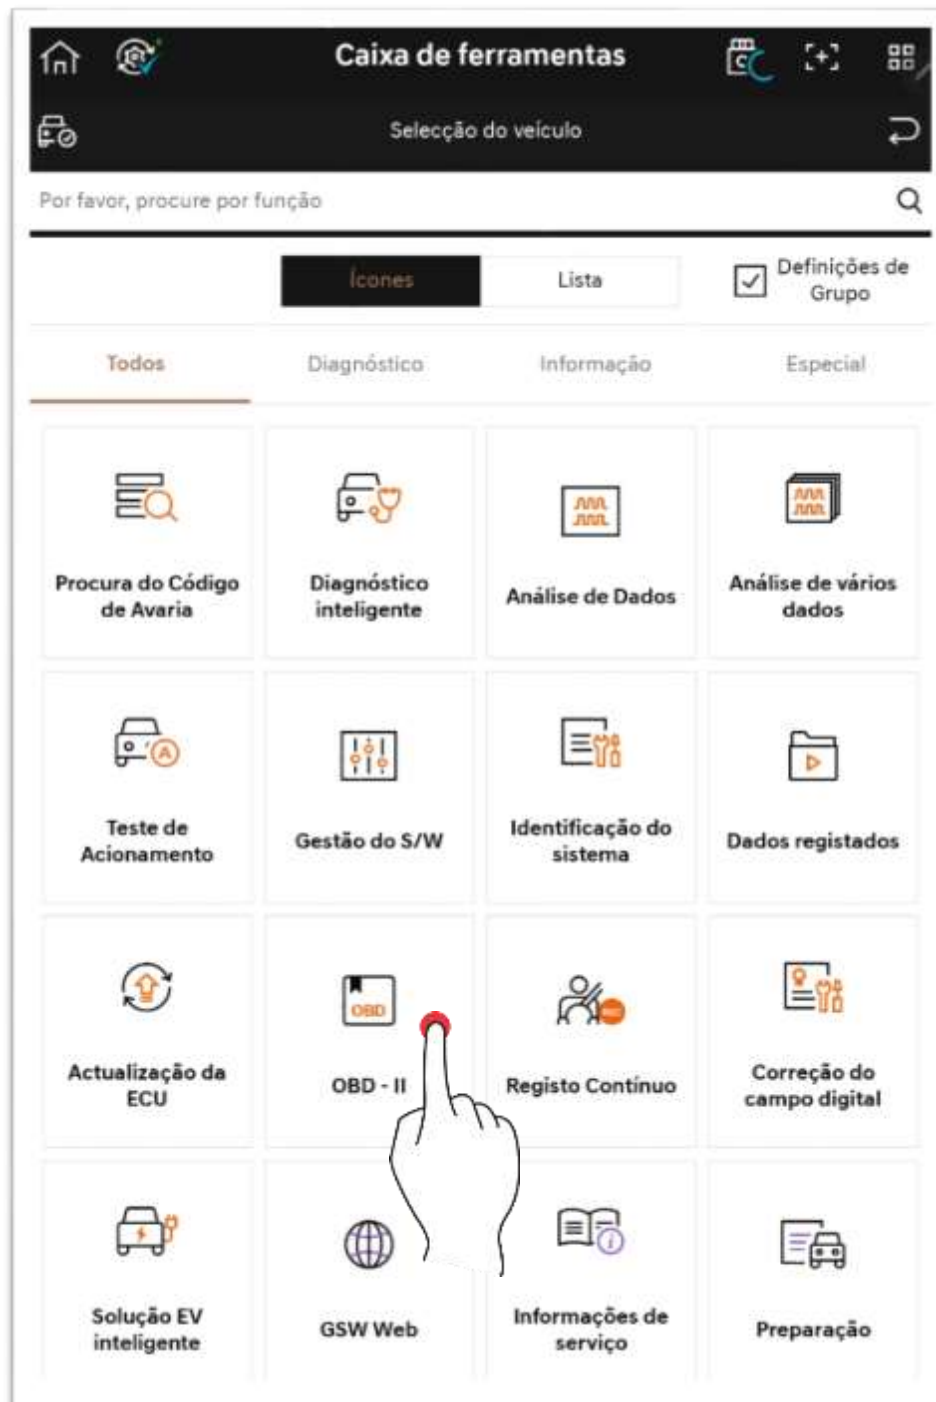 Caixa de ferramentas
Selecção do veículo
Por favor, procure por função
Ícones
Lista
Definições de
Grupo
Todos
Diagnóstico
Informação
Especial
Procura do Código
de Avaria
Diagnóstico
inteligente
Análise de Dados
Análise de vários
dados
Teste de
Acionamento
Gestão do S/W
Identificação do
sistema
Dados registados
Actualização da
ECU
OBD
OBD - II
Registo Contínuo
Correção do
campo digital
Solução EV
inteligente
GSW Web
Informações de
serviço
Preparação